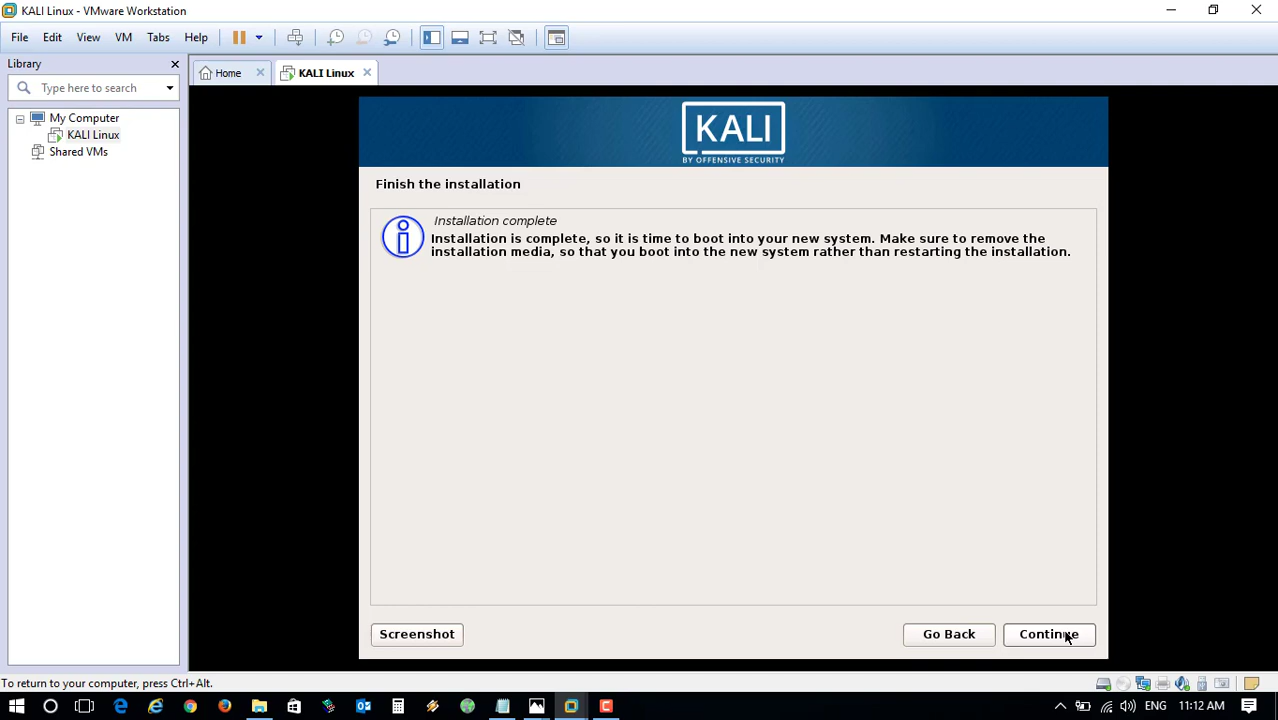 KALI Linux - VMware Workstation
File Edit View VM Tabs Help
Library
Type here to search
My Computer
KALI Linux
Shared VMs
Home
KALI Linux
KALI
BY OFFENSIVE SECURITY
Finish the installation
Installation complete
Installation is complete, so it is time to boot into your new system. Make sure to remove the
installation media, so that you boot into the new system rather than restarting the installation.
Screenshot
Go Back
Continue
To return to your computer, press Ctrl+Alt.
ENG 11:12 AM